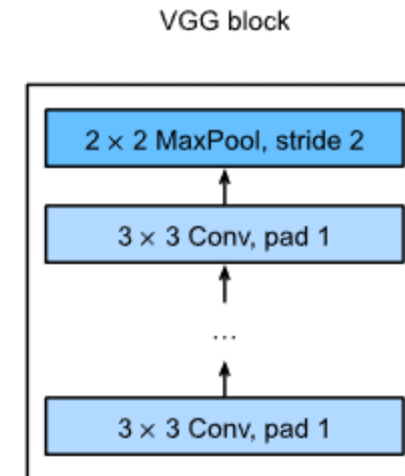 VGG block
2 × 2 MaxPool, stride 2
3 × 3 Conv, pad 1
...
3 × 3 Conv, pad 1